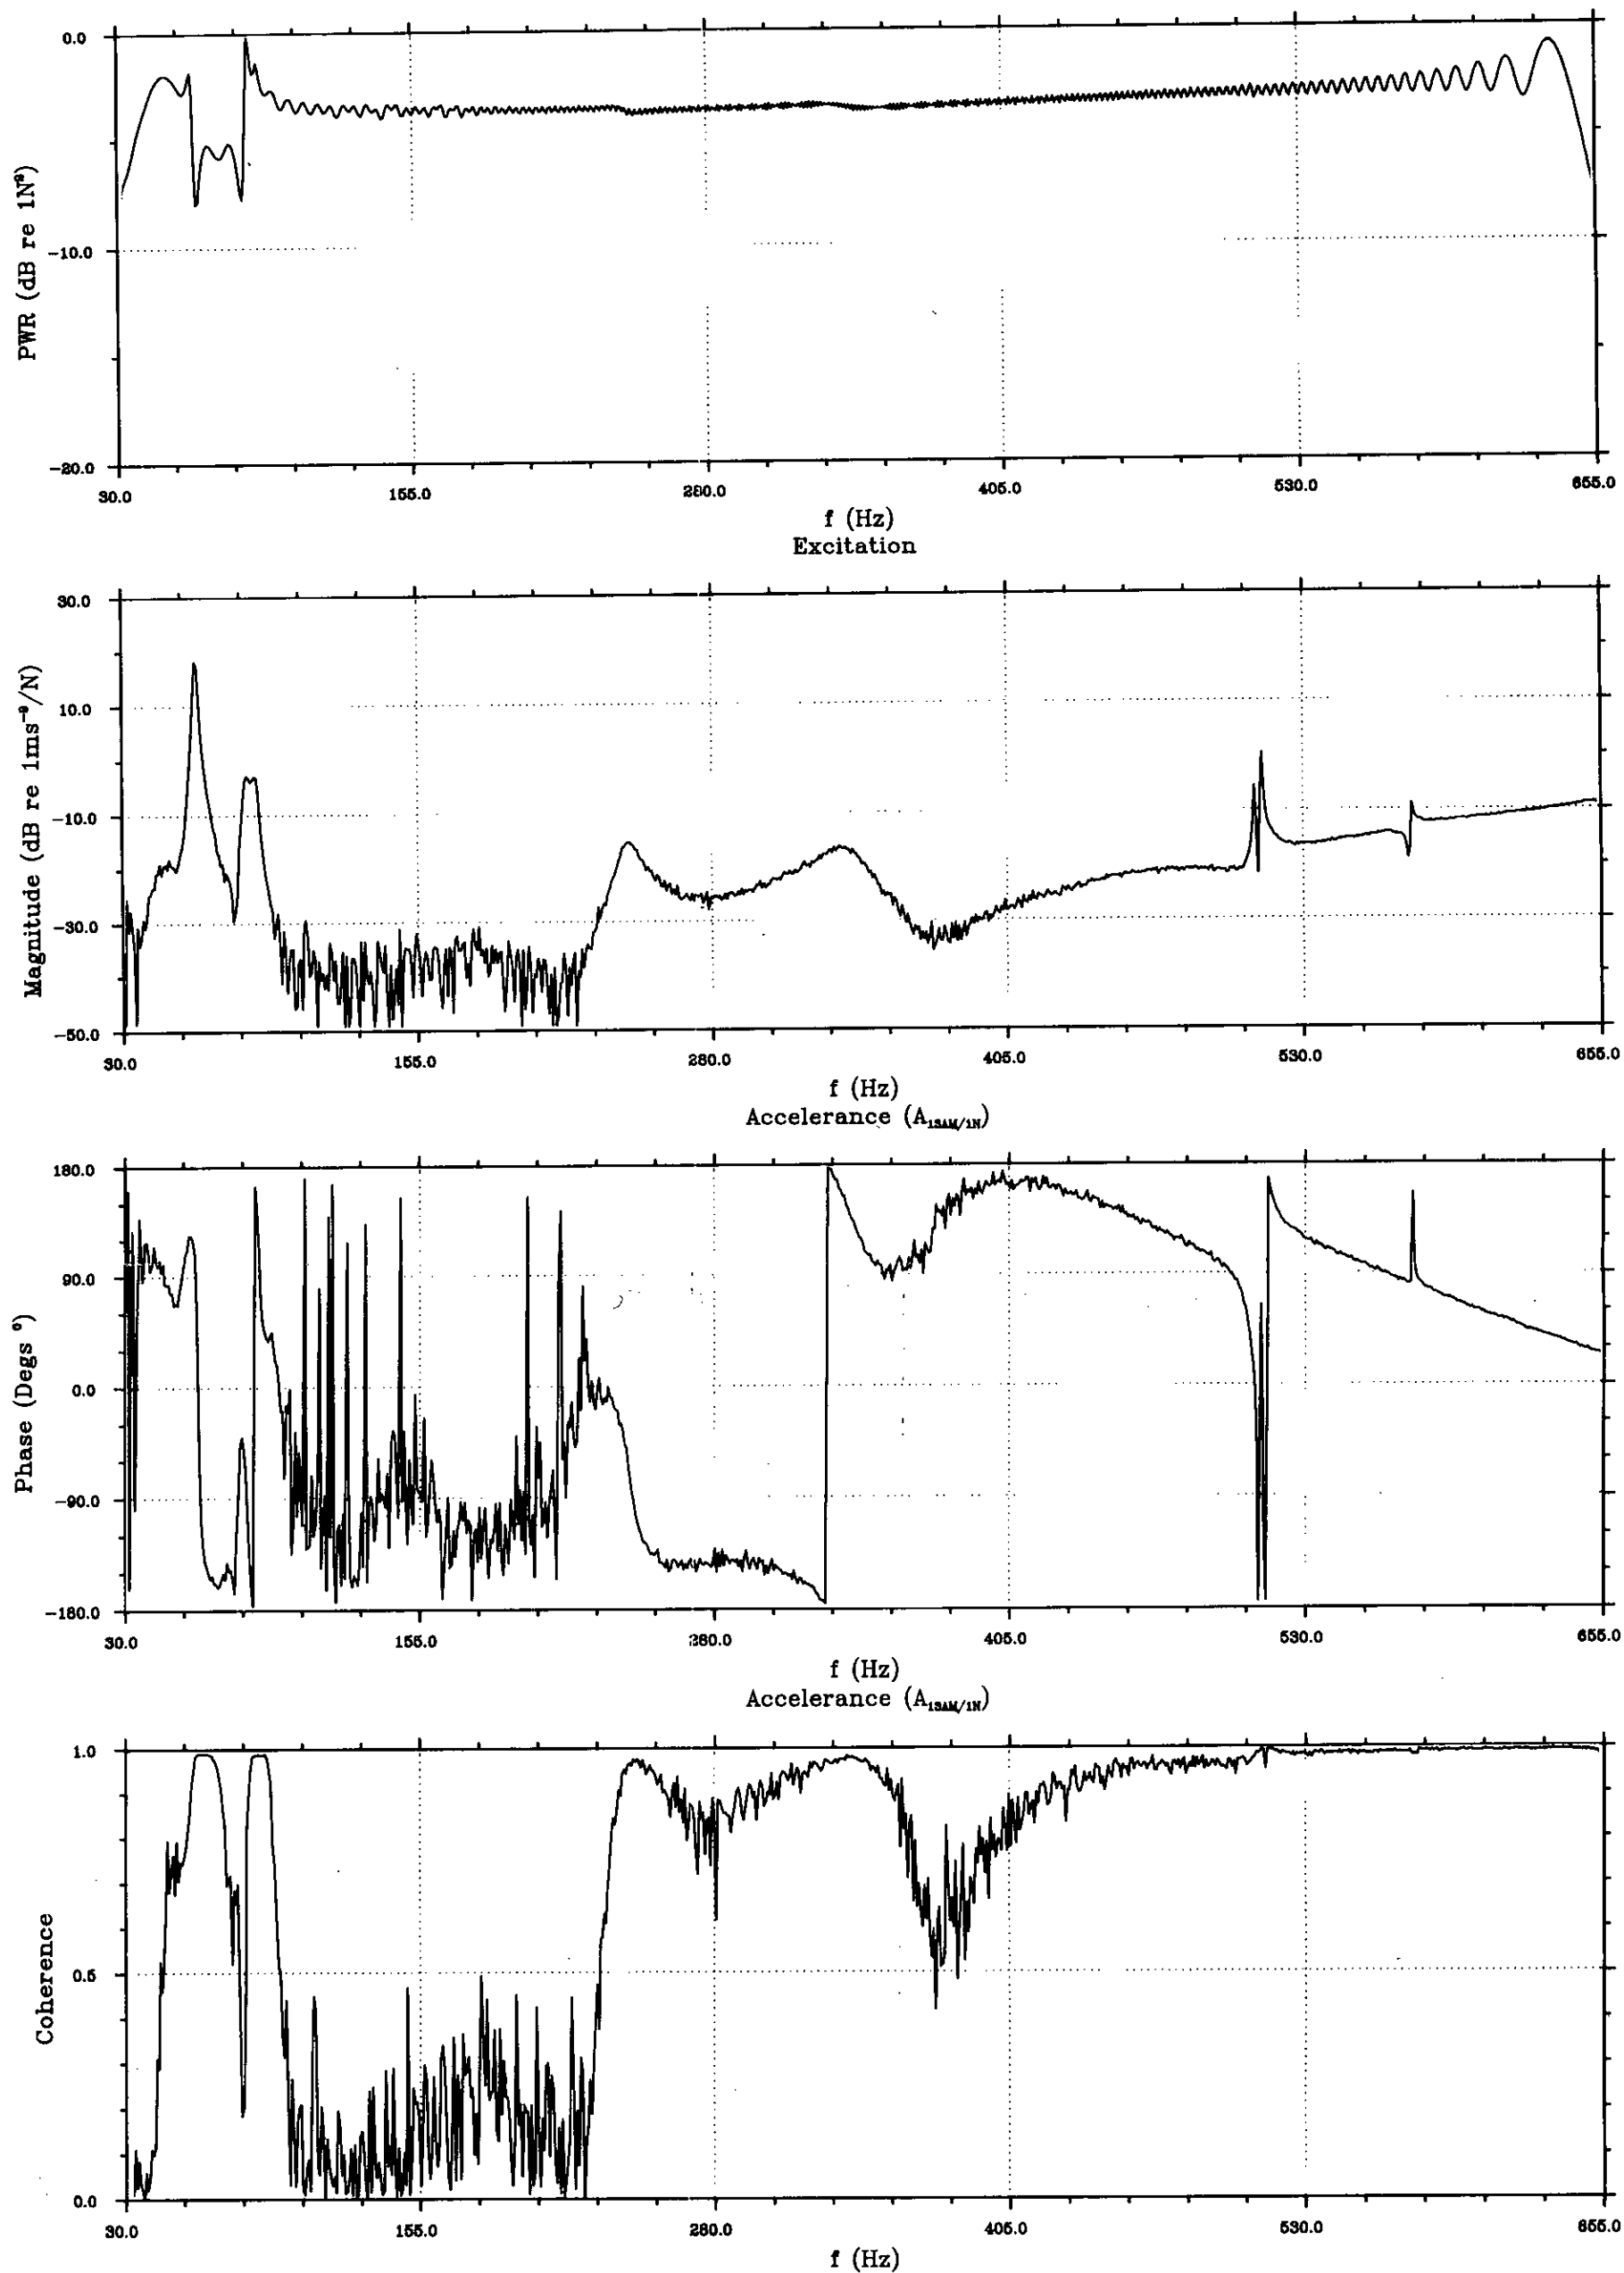 0.0
PWR (dB re 1N²)
-10.0
-20.0
30.0 155.0 280.0 405.0 530.0 655.0
f (Hz)
Excitation
30.0
10.0
Magnitude (dB re 1ms⁻²/N)
-10.0
-30.0
-50.0
30.0 155.0 280.0 405.0 530.0 655.0
f (Hz)
Accelerance (A₁₃AM/1N)
180.0
90.0
Phase (Degs °)
0.0
-90.0
-180.0
30.0 155.0 280.0 405.0 530.0 655.0
f (Hz)
Accelerance (A₁₃AM/1N)
1.0
Coherence
0.5
0.0
30.0 155.0 280.0 405.0 530.0 655.0
f (Hz)